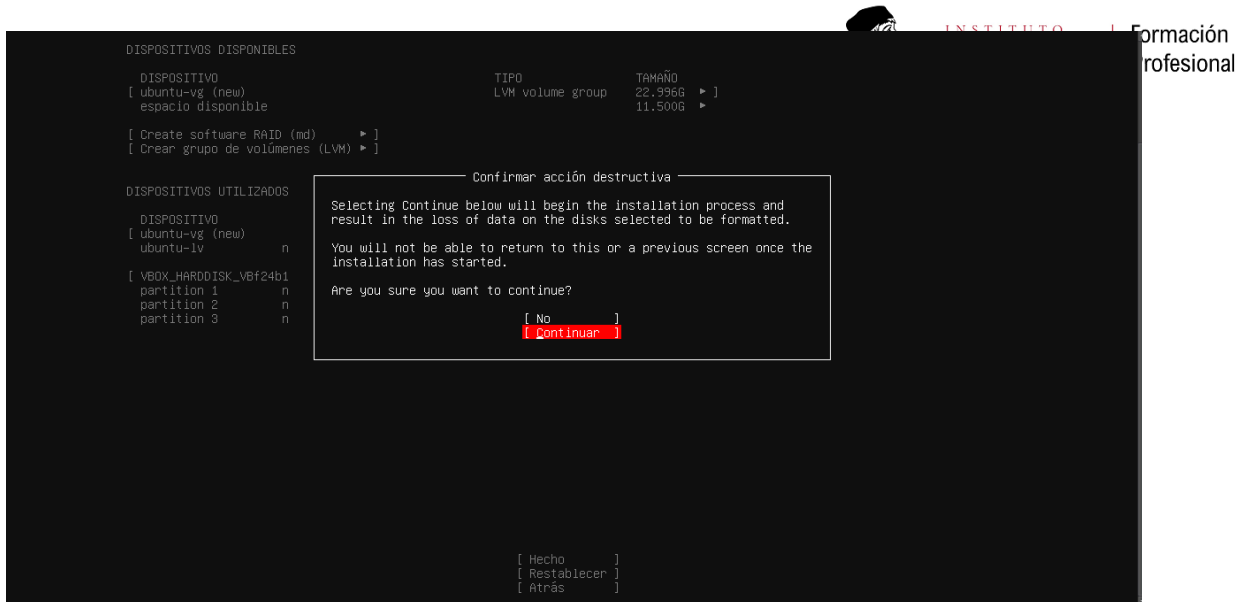 INSTITUTO
Formación
Profesional
DISPOSITIVOS DISPONIBLES
DISPOSITIVO TIPO TAMAÑO
[ ubuntu-vg (new) LVM volume group 22.996G ▸ ]
espacio disponible 11.500G ▸
[ Create software RAID (md) ▸ ]
[ Crear grupo de volúmenes (LVM) ▸ ]
DISPOSITIVOS UTILIZADOS
DISPOSITIVO
[ ubuntu-vg (new)
ubuntu-lv n
[ VBOX_HARDDISK_VBf24b1
partition 1 n
partition 2 n
partition 3 n
Confirmar acción destructiva
Selecting Continue below will begin the installation process and
result in the loss of data on the disks selected to be formatted.
You will not be able to return to this or a previous screen once the
installation has started.
Are you sure you want to continue?
[ No ]
[ Continuar ]
[ Hecho ]
[ Restablecer ]
[ Atrás ]